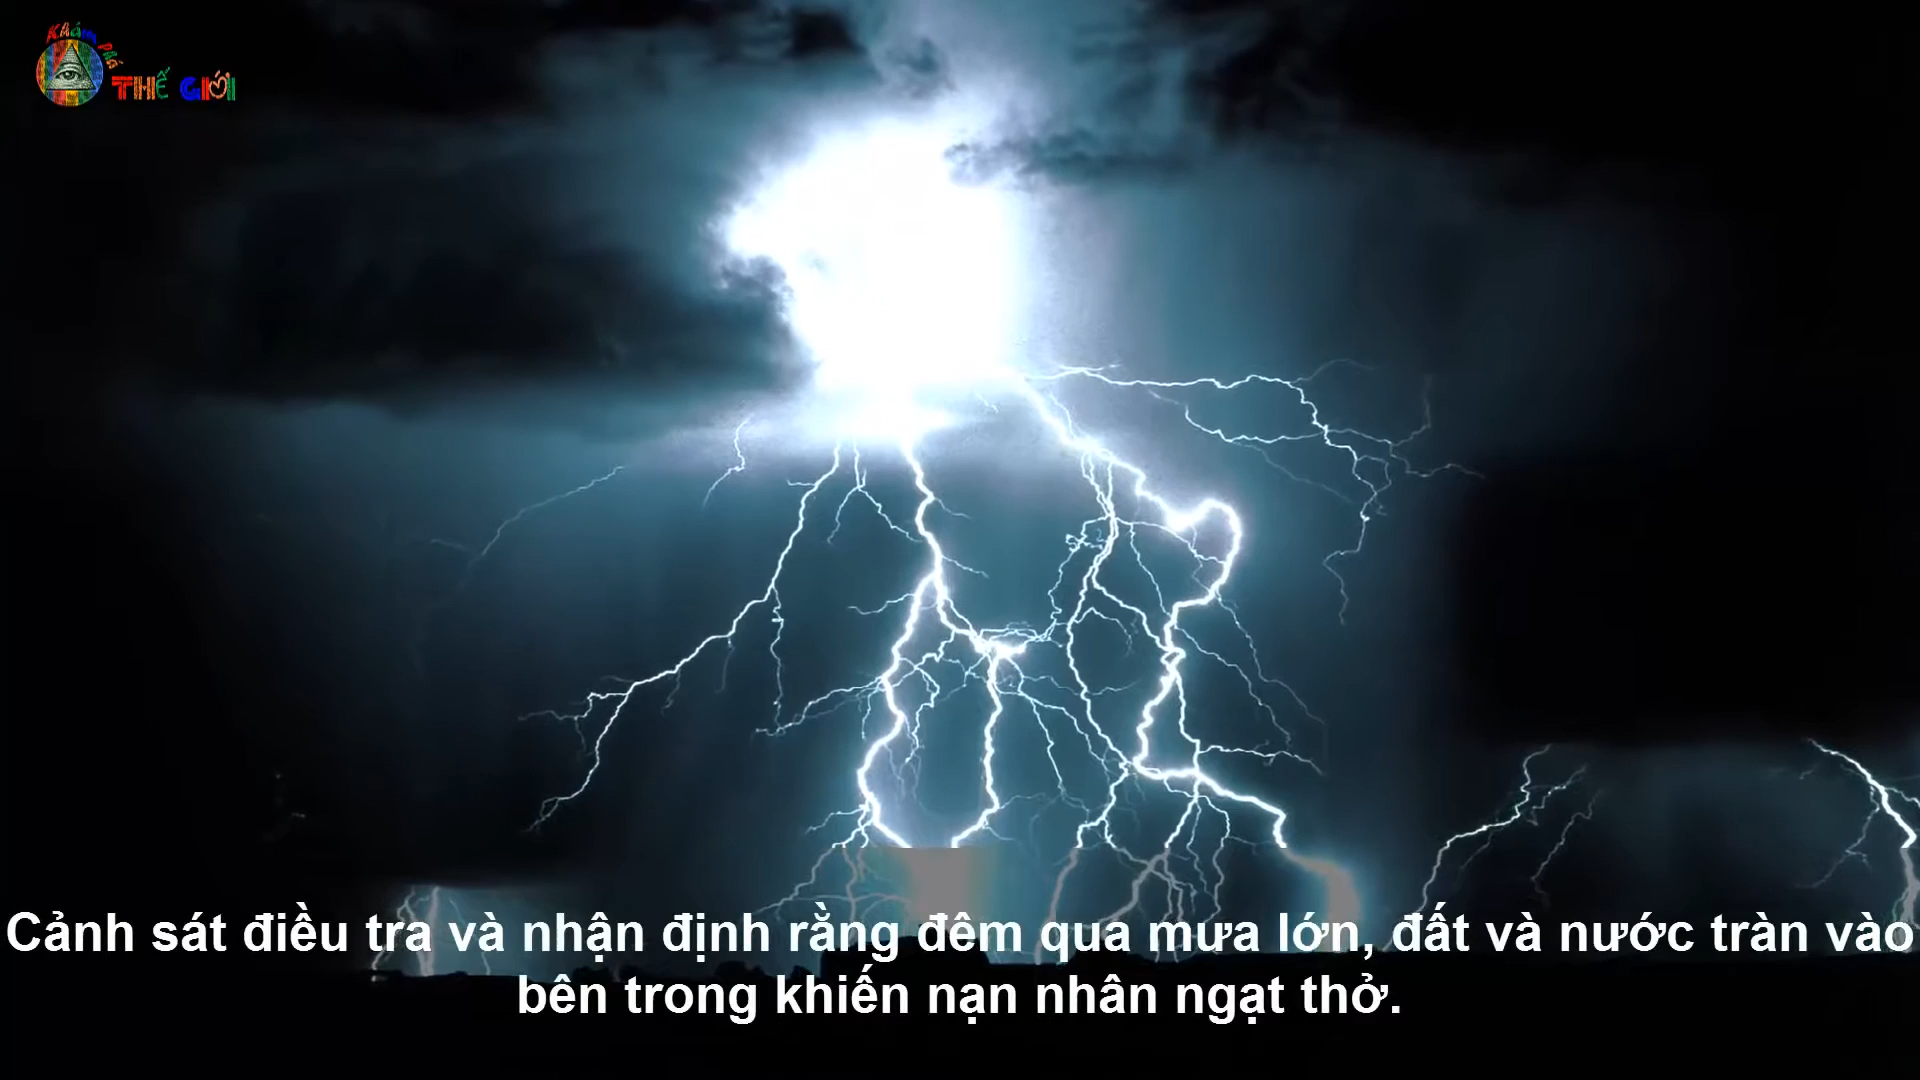 Khám Phá
THẾ GIỚI
Cảnh sát điều tra và nhận định rằng đêm qua mưa lớn, đất và nước tràn vào
bên trong khiến nạn nhân ngạt thở.